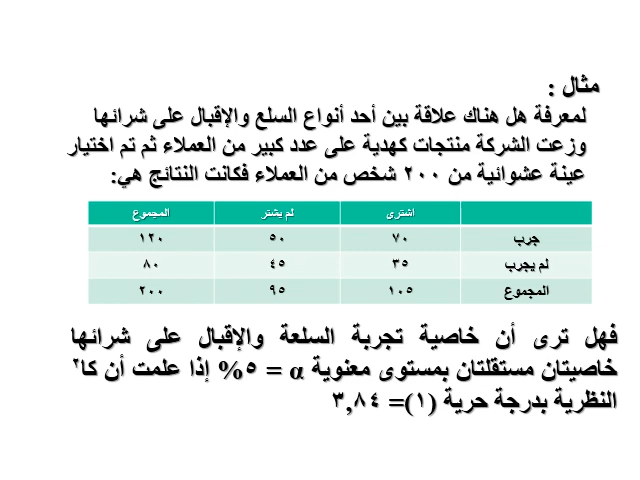 مثال :
لمعرفة هل هناك علاقة بين أحد أنواع السلع والإقبال على شرائها
وزعت الشركة منتجات كهدية على عدد كبير من العملاء ثم تم اختيار
عينة عشوائية من ٢٠٠ شخص من العملاء فكانت النتائج هي:
اشترى لم يشتر المجموع
جرب ٧٠ ٥٠ ١٢٠
لم يجرب ٣٥ ٤٥ ٨٠
المجموع ١٠٥ ٩٥ ٢٠٠
فهل ترى أن خاصية تجربة السلعة والإقبال على شرائها
خاصيتان مستقلتان بمستوى معنوية α = ٥% إذا علمت أن كا٢
النظرية بدرجة حرية (١)= ٣,٨٤